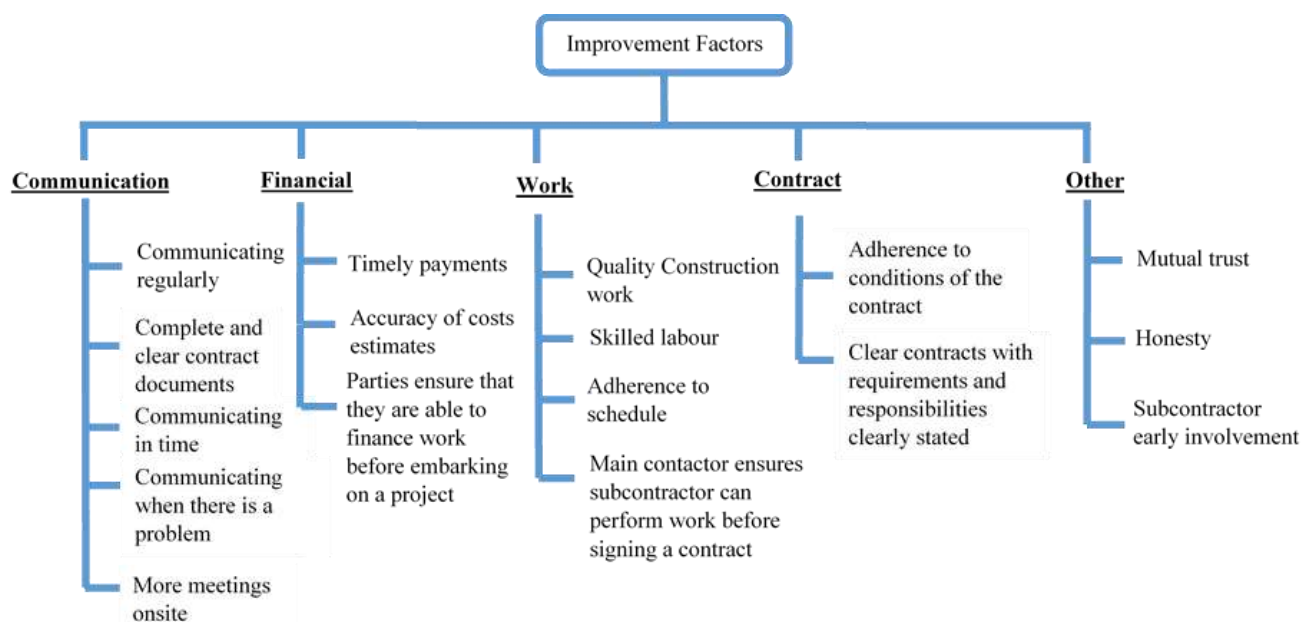 Improvement Factors
Communication
Communicating
regularly
Complete and
clear contract
documents
Communicating
in time
Communicating
when there is a
problem
More meetings
onsite
Financial
Timely payments
Accuracy of costs
estimates
Parties ensure that
they are able to
finance work
before embarking
on a project
Work
Quality Construction
work
Skilled labour
Adherence to
schedule
Main contactor ensures
subcontractor can
perform work before
signing a contract
Contract
Adherence to
conditions of the
contract
Clear contracts with
requirements and
responsibilities
clearly stated
Other
Mutual trust
Honesty
Subcontractor
early involvement